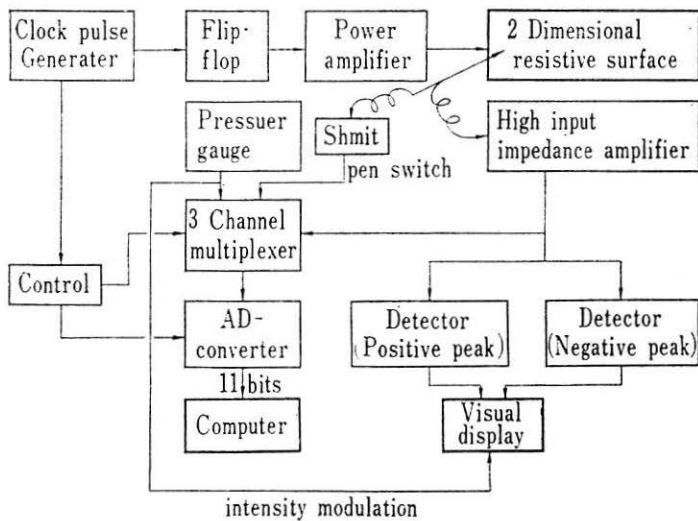 Clock pulse
Generater
Flip-
flop
Power
amplifier
2 Dimensional
resistive surface
Pressuer
gauge
Shmit
pen switch
High input
impedance amplifier
3 Channel
multiplexer
Control
AD-
converter
11 bits
Computer
Detector
(Positive peak)
Detector
(Negative peak)
Visual
display
intensity modulation